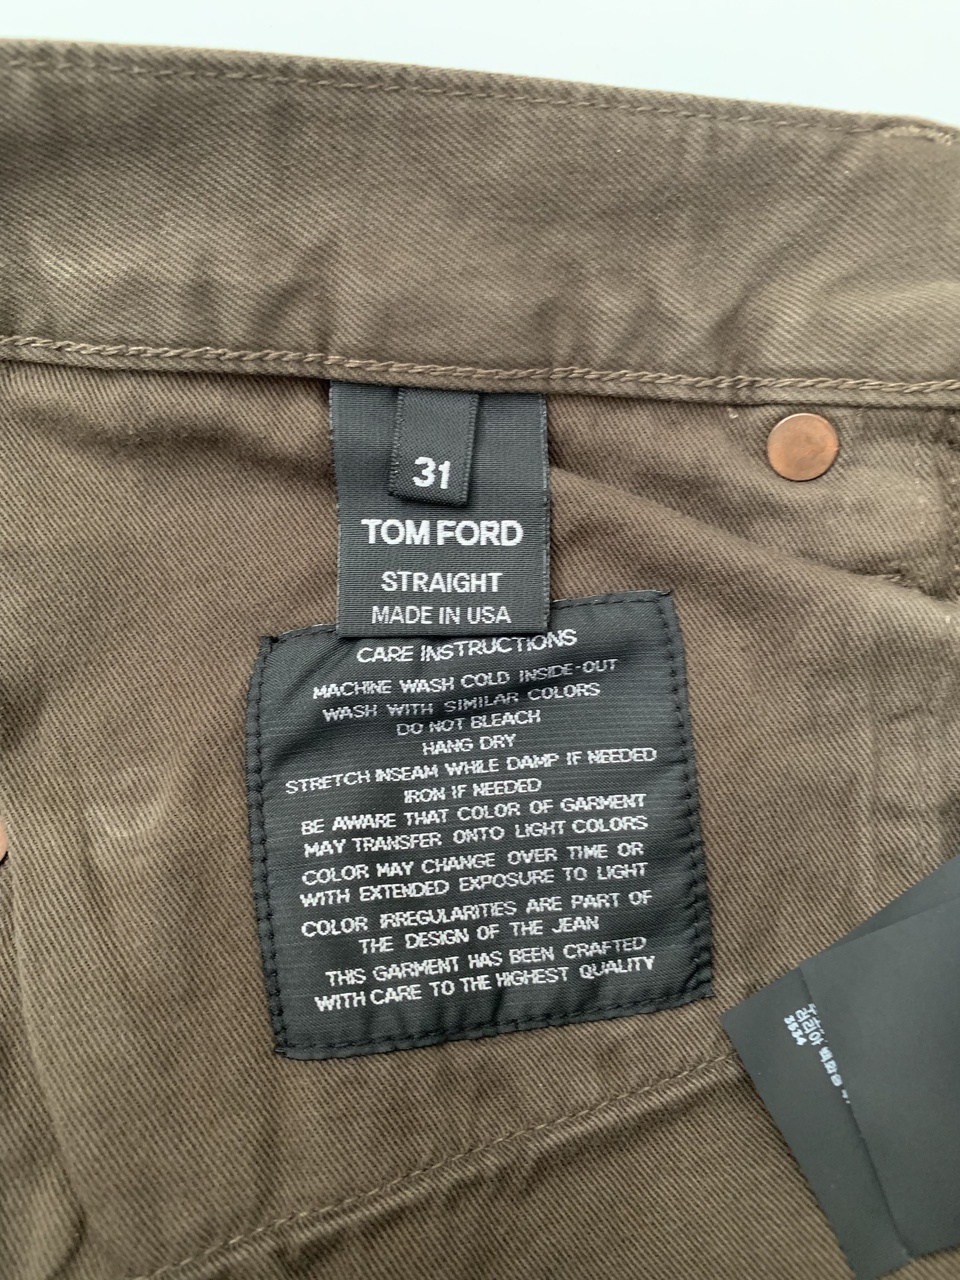 31
TOM FORD
STRAIGHT
MADE IN USA
CARE INSTRUCTIONS
MACHINE WASH COLD INSIDE-OUT
WASH WITH SIMILAR COLORS
DO NOT BLEACH
HANG DRY
STRETCH INSEAM WHILE DAMP IF NEEDED
IRON IF NEEDED
BE AWARE THAT COLOR OF GARMENT
MAY TRANSFER ONTO LIGHT COLORS
COLOR MAY CHANGE OVER TIME OR
WITH EXTENDED EXPOSURE TO LIGHT
COLOR IRREGULARITIES ARE PART OF
THE DESIGN OF THE JEAN
THIS GARMENT HAS BEEN CRAFTED
WITH CARE TO THE HIGHEST QUALITY